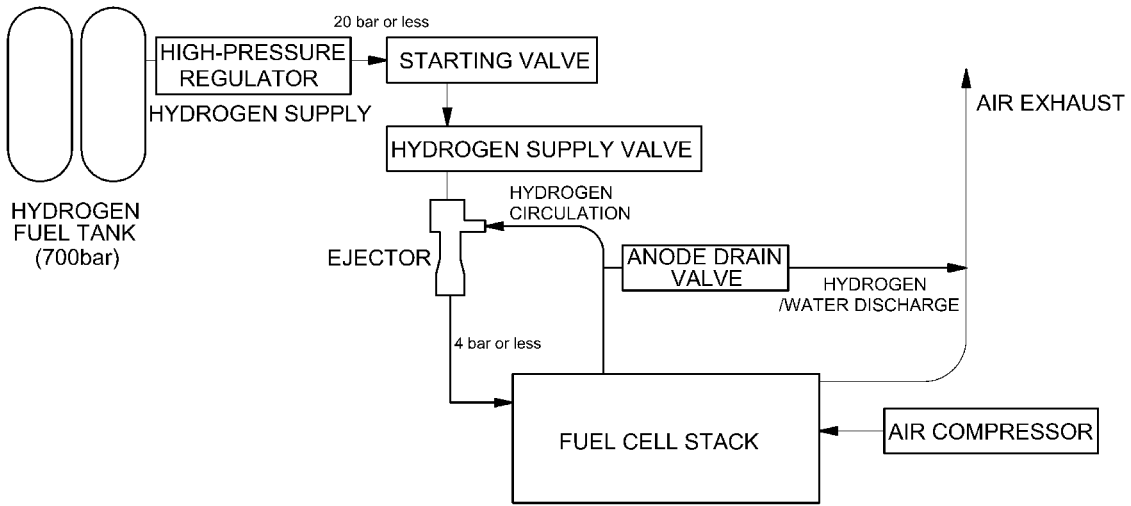 20 bar or less
HIGH-PRESSURE
REGULATOR
STARTING VALVE
HYDROGEN SUPPLY
AIR EXHAUST
HYDROGEN SUPPLY VALVE
HYDROGEN
FUEL TANK
(700bar)
HYDROGEN
CIRCULATION
EJECTOR
ANODE DRAIN
VALVE
HYDROGEN
/WATER DISCHARGE
4 bar or less
FUEL CELL STACK
AIR COMPRESSOR